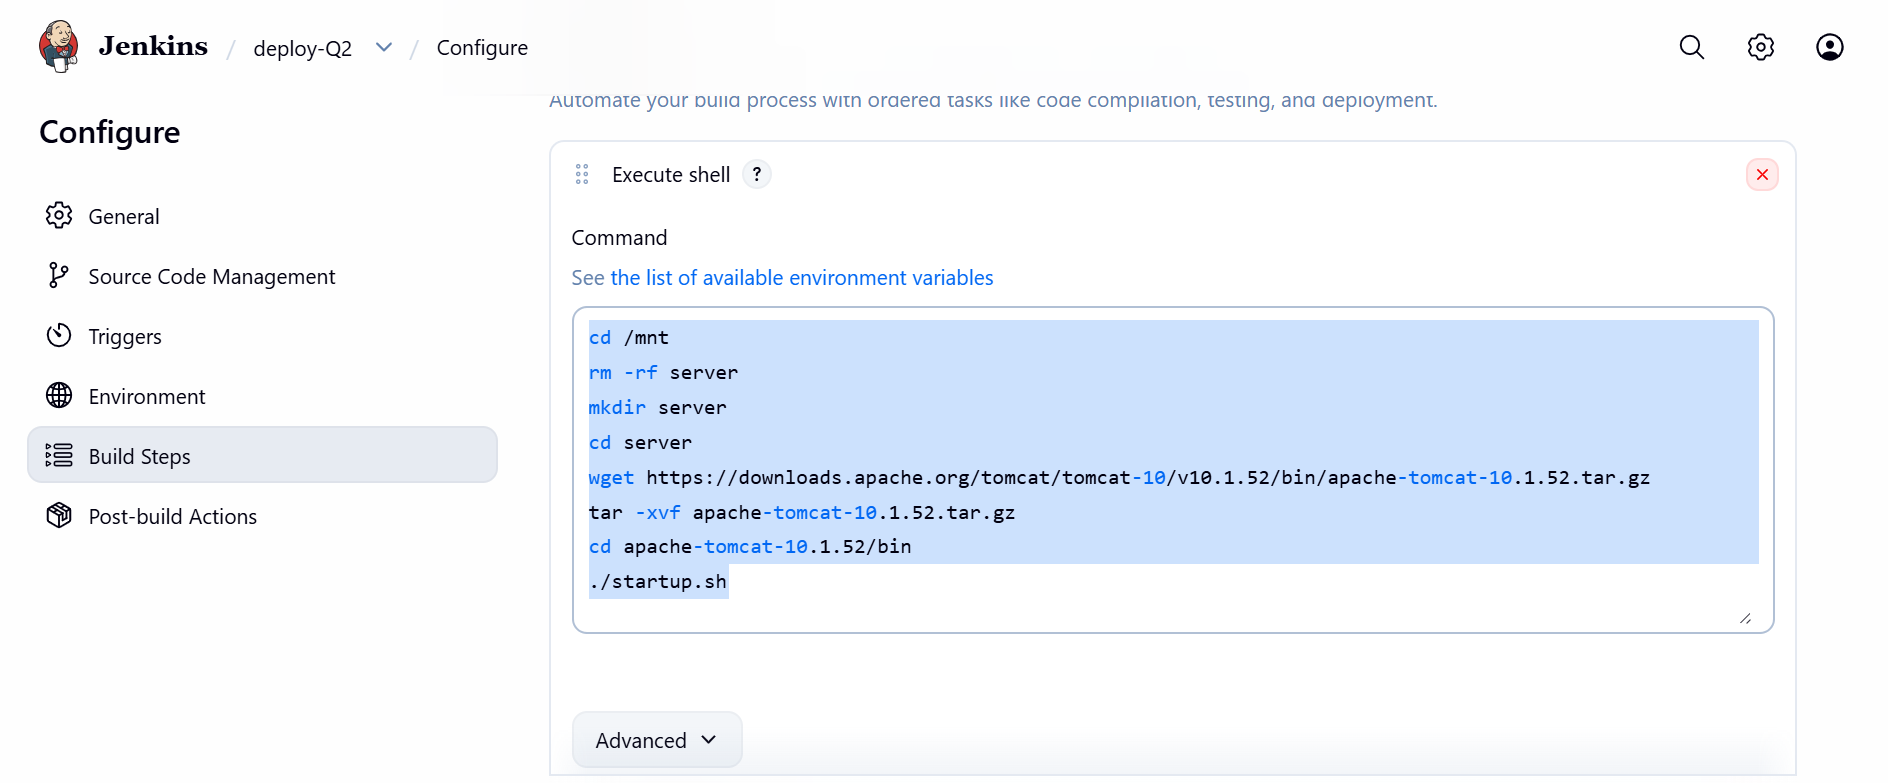 Jenkins / deploy-Q2 / Configure
Automate your build process with ordered tasks like code compilation, testing, and deployment.
Configure
General
Source Code Management
Triggers
Environment
Build Steps
Post-build Actions
Execute shell ?
Command
See the list of available environment variables
cd /mnt
rm -rf server
mkdir server
cd server
wget https://downloads.apache.org/tomcat/tomcat-10/v10.1.52/bin/apache-tomcat-10.1.52.tar.gz
tar -xvf apache-tomcat-10.1.52.tar.gz
cd apache-tomcat-10.1.52/bin
./startup.sh
Advanced